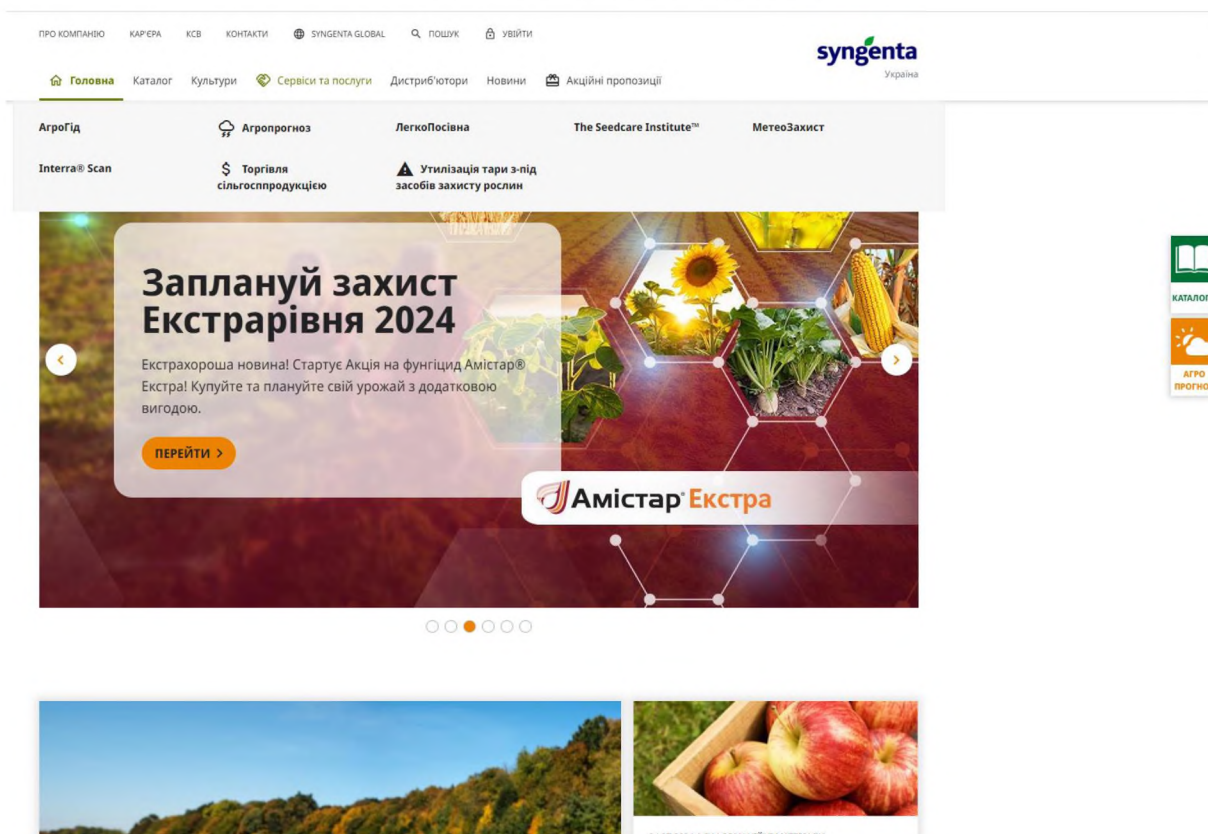 ПРО КОМПАНІЮ КАР'ЄРА КСВ КОНТАКТИ SYNGENTA GLOBAL ПОШУК УВІЙТИ
syngenta
Україна
Головна Каталог Культури Сервіси та послуги Дистриб'ютори Новини Акційні пропозиції
АгроГід Агропрогноз ЛегкоПосівна The Seedcare Institute™ МетеоЗахист
Interra® Scan $ Торгівля сільгосппродукцією Утилізація тари з-під засобів захисту рослин
Заплануй захист
Екстрарівня 2024
Екстрахороша новина! Стартує Акція на фунгіцид Амістар®
Екстра! Купуйте та плануйте свій урожай з додатковою
вигодою.
ПЕРЕЙТИ >
Амістар® Екстра
КАТАЛОГ
АГРО